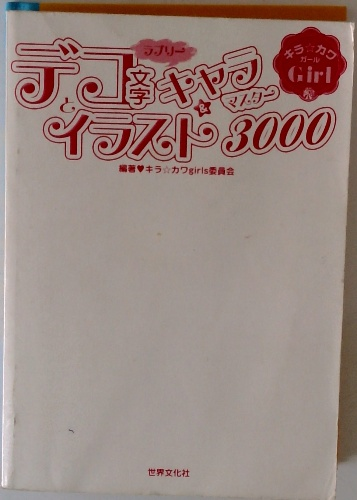 ラブリー
デコ文字キャラ
&
マスター
とイラスト3000
キラ☆カワ
ガール
Girl
編著♥キラ☆カワgirls委員会
世界文化社